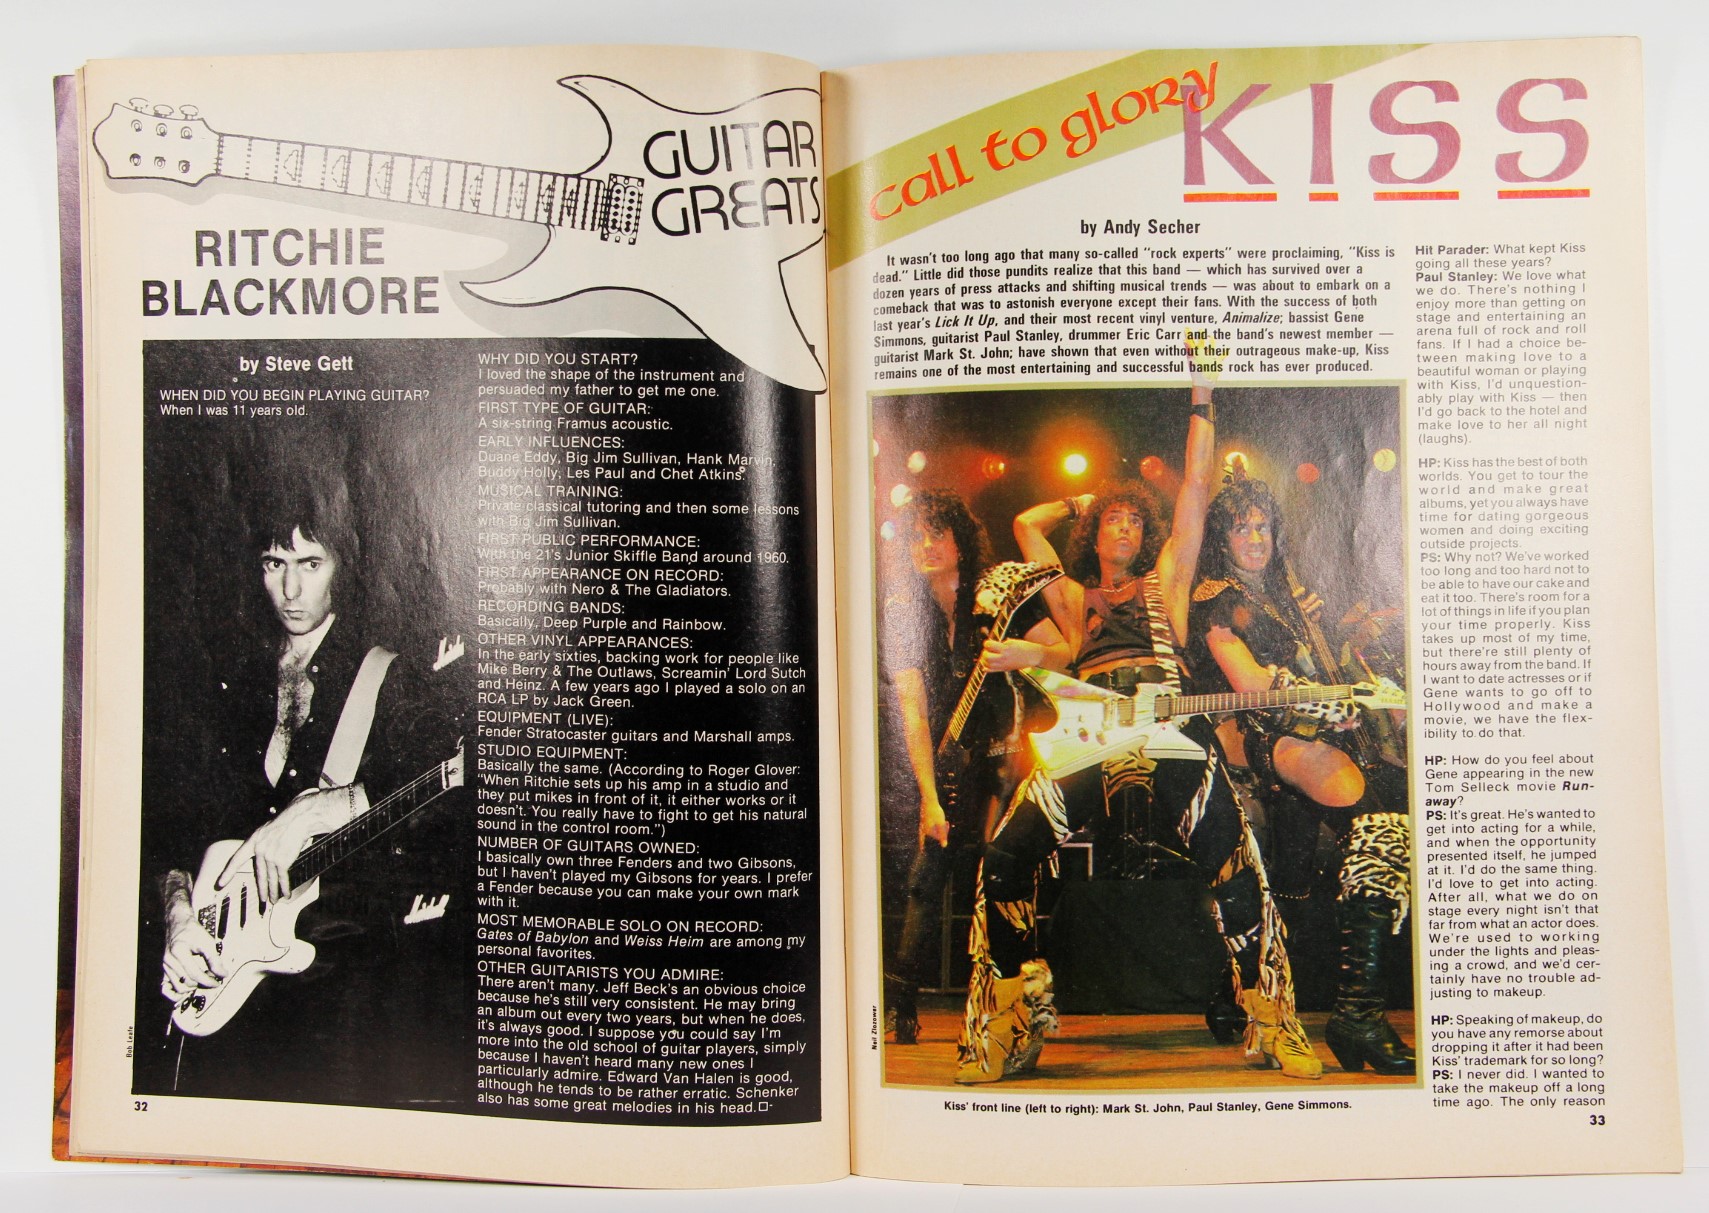 GUITAR
GREATS
RITCHIE
BLACKMORE
by Steve Gett
WHEN DID YOU BEGIN PLAYING GUITAR?
When I was 11 years old.
WHY DID YOU START?
I loved the shape of the instrument and
persuaded my father to get me one.
FIRST TYPE OF GUITAR:
A six-string Framus acoustic.
EARLY INFLUENCES:
Duane Eddy, Big Jim Sullivan, Hank Marvin,
Buddy Holly, Les Paul and Chet Atkins.
MUSICAL TRAINING:
Private classical tutoring and then some lessons
with Big Jim Sullivan.
FIRST PUBLIC PERFORMANCE:
With the 21's Junior Skiffle Band around 1960.
FIRST APPEARANCE ON RECORD:
Probably with Nero & The Gladiators.
RECORDING BANDS:
Basically, Deep Purple and Rainbow.
OTHER VINYL APPEARANCES:
In the early sixties, backing work for people like
Mike Berry & The Outlaws, Screamin' Lord Sutch
and Heinz. A few years ago I played a solo on an
RCA LP by Jack Green.
EQUIPMENT (LIVE):
Fender Stratocaster guitars and Marshall amps.
STUDIO EQUIPMENT:
Basically the same. (According to Roger Glover:
"When Ritchie sets up his amp in a studio and
they put mikes in front of it, it either works or it
doesn't. You really have to fight to get his natural
sound in the control room.")
NUMBER OF GUITARS OWNED:
I basically own three Fenders and two Gibsons,
but I haven't played my Gibsons for years. I prefer
a Fender because you can make your own mark
with it.
MOST MEMORABLE SOLO ON RECORD:
Gates of Babylon and Weiss Heim are among my
personal favorites.
OTHER GUITARISTS YOU ADMIRE:
There aren't many. Jeff Beck's an obvious choice
because he's still very consistent. He may bring
an album out every two years, but when he does,
it's always good. I suppose you could say I'm
more into the old school of guitar players, simply
because I haven't heard many new ones I
particularly admire. Edward Van Halen is good,
although he tends to be rather erratic. Schenker
also has some great melodies in his head.
Marshall
Bob Leafe
32
call to glory
KISS
by Andy Secher
It wasn't too long ago that many so-called "rock experts" were proclaiming, "Kiss is
dead." Little did those pundits realize that this band — which has survived over a
dozen years of press attacks and shifting musical trends — was about to embark on a
comeback that was to astonish everyone except their fans. With the success of both
last year's Lick It Up, and their most recent vinyl venture, Animalize; bassist Gene
Simmons, guitarist Paul Stanley, drummer Eric Carr and the band's newest member —
guitarist Mark St. John; have shown that even without their outrageous make-up, Kiss
remains one of the most entertaining and successful bands rock has ever produced.
Neil Zlozower
Kiss' front line (left to right): Mark St. John, Paul Stanley, Gene Simmons.
Hit Parader: What kept Kiss
going all these years?
Paul Stanley: We love what
we do. There's nothing I
enjoy more than getting on
stage and entertaining an
arena full of rock and roll
fans. If I had a choice be-
tween making love to a
beautiful woman or playing
with Kiss, I'd unquestion-
ably play with Kiss — then
I'd go back to the hotel and
make love to her all night
(laughs).
HP: Kiss has the best of both
worlds. You get to tour the
world and make great
albums, yet you always have
time for dating gorgeous
women and doing exciting
outside projects.
PS: Why not? We've worked
too long and too hard not to
be able to have our cake and
eat it too. There's room for a
lot of things in life if you plan
your time properly. Kiss
takes up most of my time,
but there're still plenty of
hours away from the band. If
I want to date actresses or if
Gene wants to go off to
Hollywood and make a
movie, we have the flex-
ibility to do that.
HP: How do you feel about
Gene appearing in the new
Tom Selleck movie Run-
away?
PS: It's great. He's wanted to
get into acting for a while,
and when the opportunity
presented itself, he jumped
at it. I'd do the same thing.
I'd love to get into acting.
After all, what we do on
stage every night isn't that
far from what an actor does.
We're used to working
under the lights and pleas-
ing a crowd, and we'd cer-
tainly have no trouble ad-
justing to makeup.
HP: Speaking of makeup, do
you have any remorse about
dropping it after it had been
Kiss' trademark for so long?
PS: I never did. I wanted to
take the makeup off a long
time ago. The only reason
33